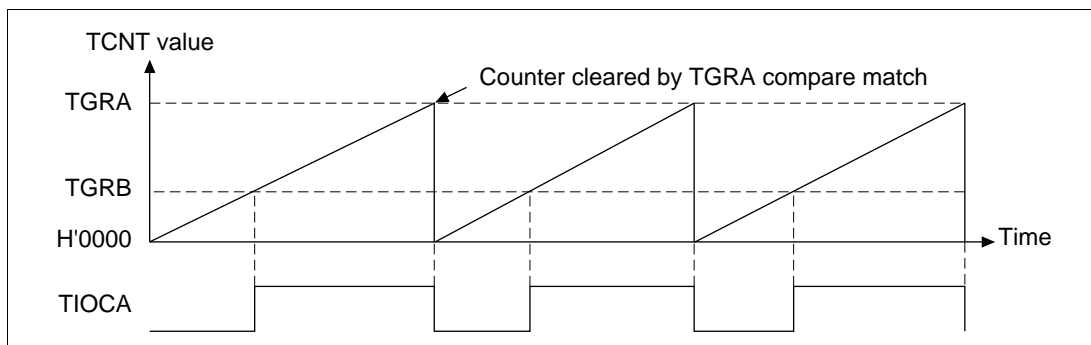 TCNT value
Counter cleared by TGRA compare match
TGRA
TGRB
H'0000
Time
TIOCA